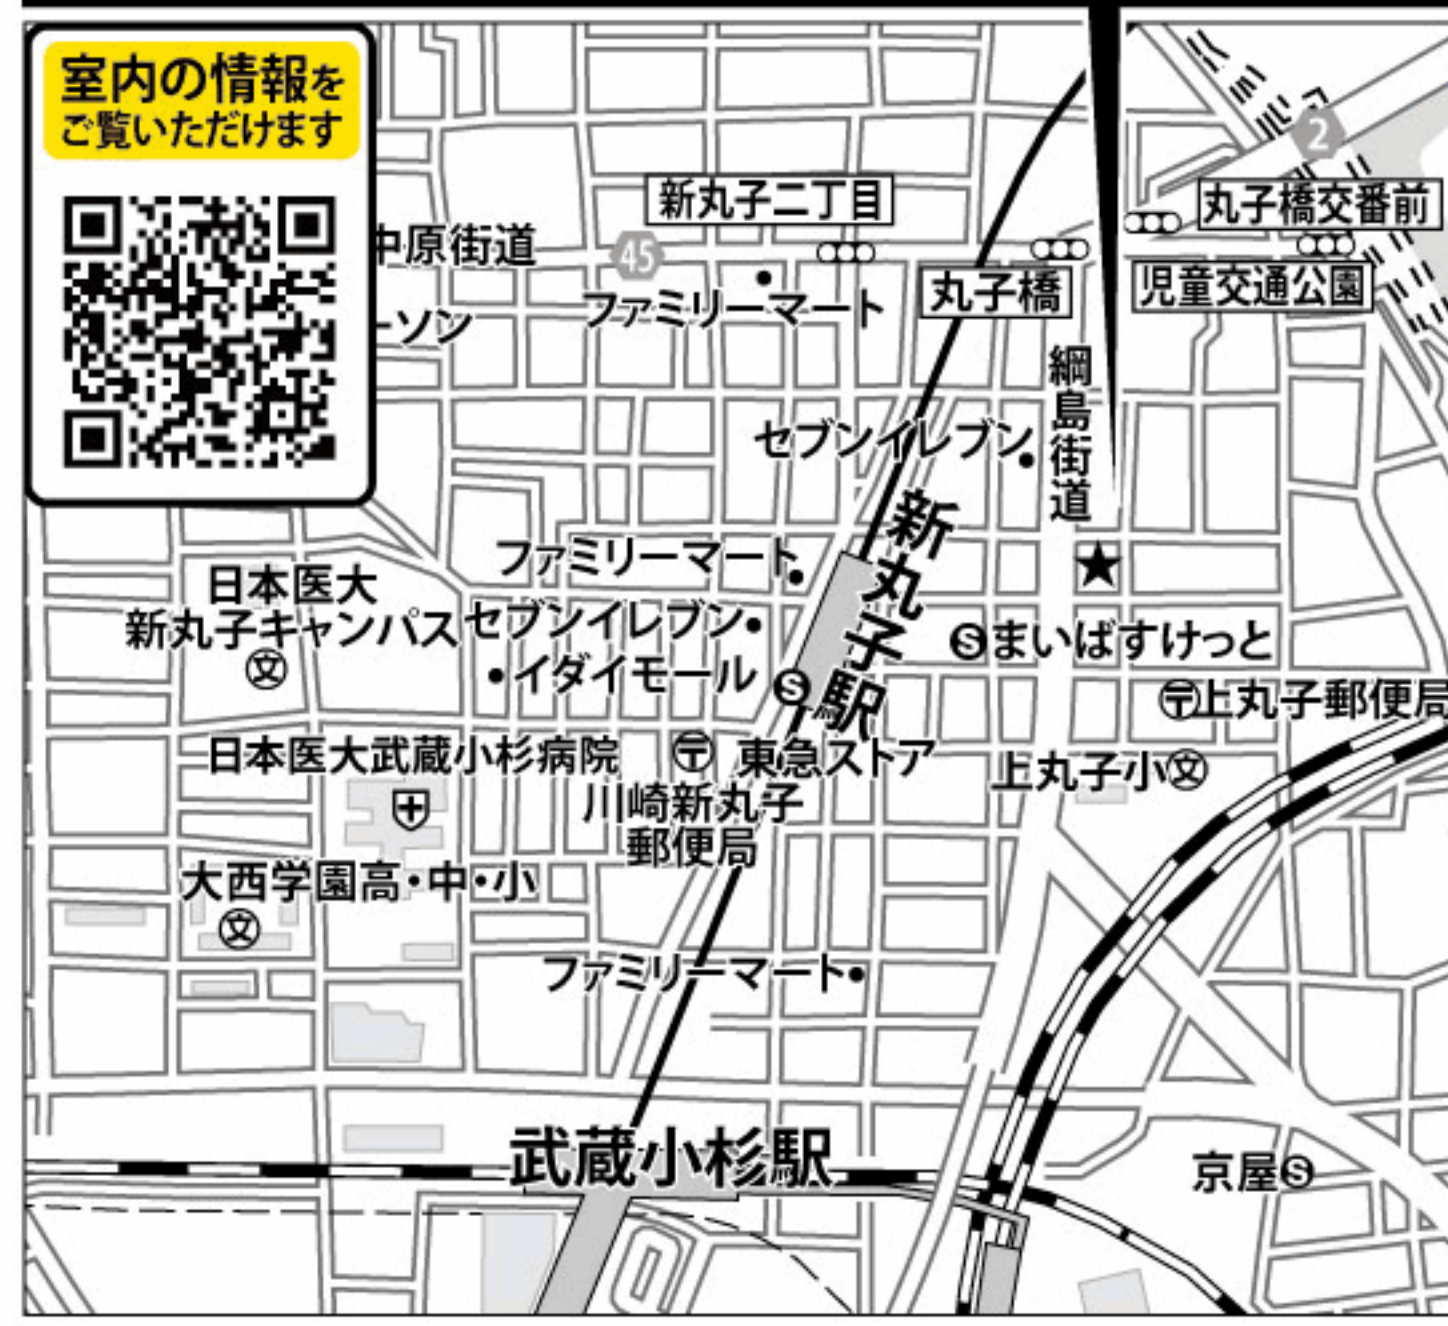 室内の情報を
ご覧いただけます
2
新丸子二丁目
丸子橋交番前
中原街道
45
丸子橋
児童交通公園
ファミリーマート
ーソン
綱島街道
セブンイレブン
新丸子駅
ファミリーマート
日本医大
新丸子キャンパス
文
セブンイレブン
イダイモール
S
Sまいばすけっと
〒上丸子郵便局
日本医大武蔵小杉病院
〒
東急ストア
上丸子小文
川崎新丸子
郵便局
大西学園高・中・小
文
ファミリーマート
武蔵小杉駅
京屋S